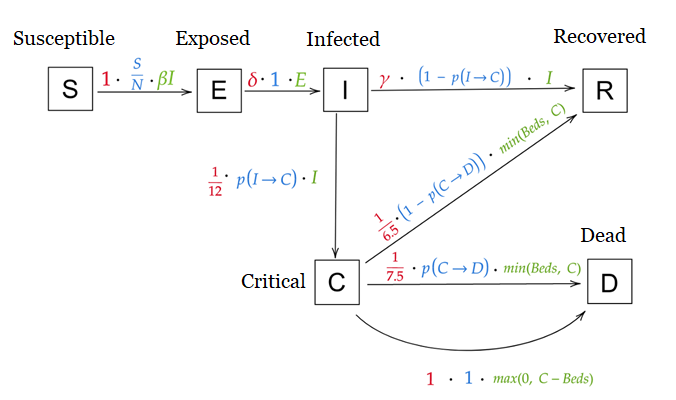 Susceptible
Exposed
Infected
Recovered
S
1 · S/N · βI
E
δ · 1 · E
I
γ · (1 − p(I→C)) · I
R
1/12 · p(I→C) · I
1/6.5 · (1 − p(C→D)) · min(Beds, C)
Dead
Critical
C
1/7.5 · p(C→D) · min(Beds, C)
D
1 · 1 · max(0, C − Beds)